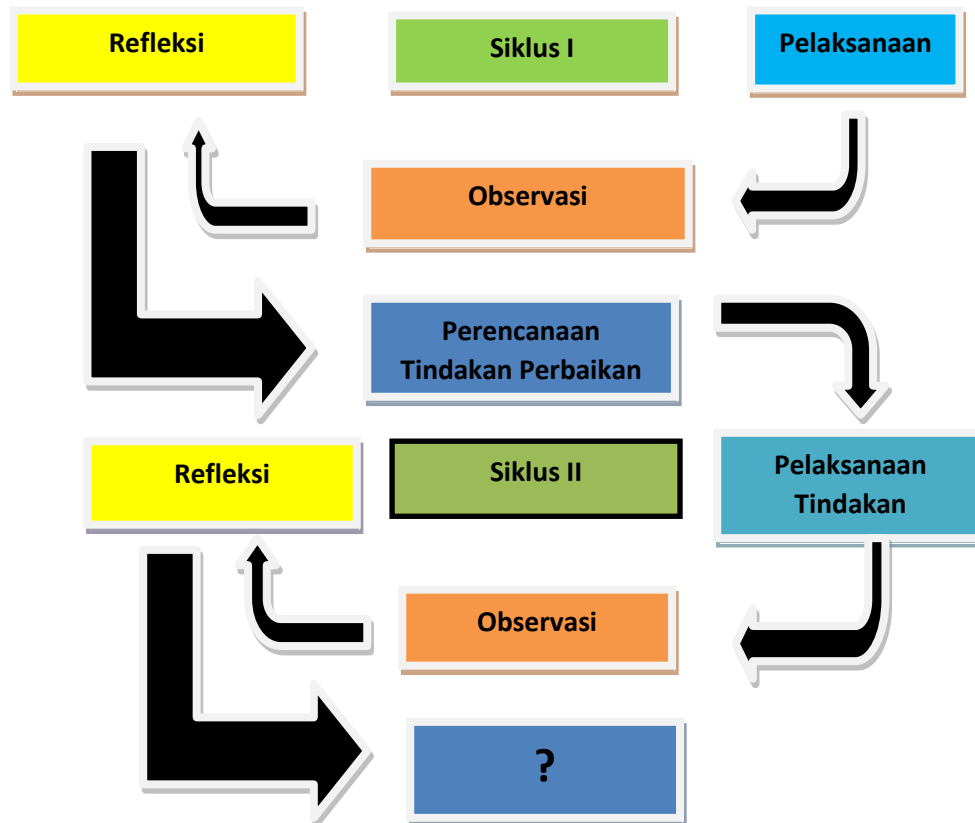 Refleksi
Siklus I
Pelaksanaan
Observasi
Perencanaan
Tindakan Perbaikan
Refleksi
Siklus II
Pelaksanaan
Tindakan
Observasi
?